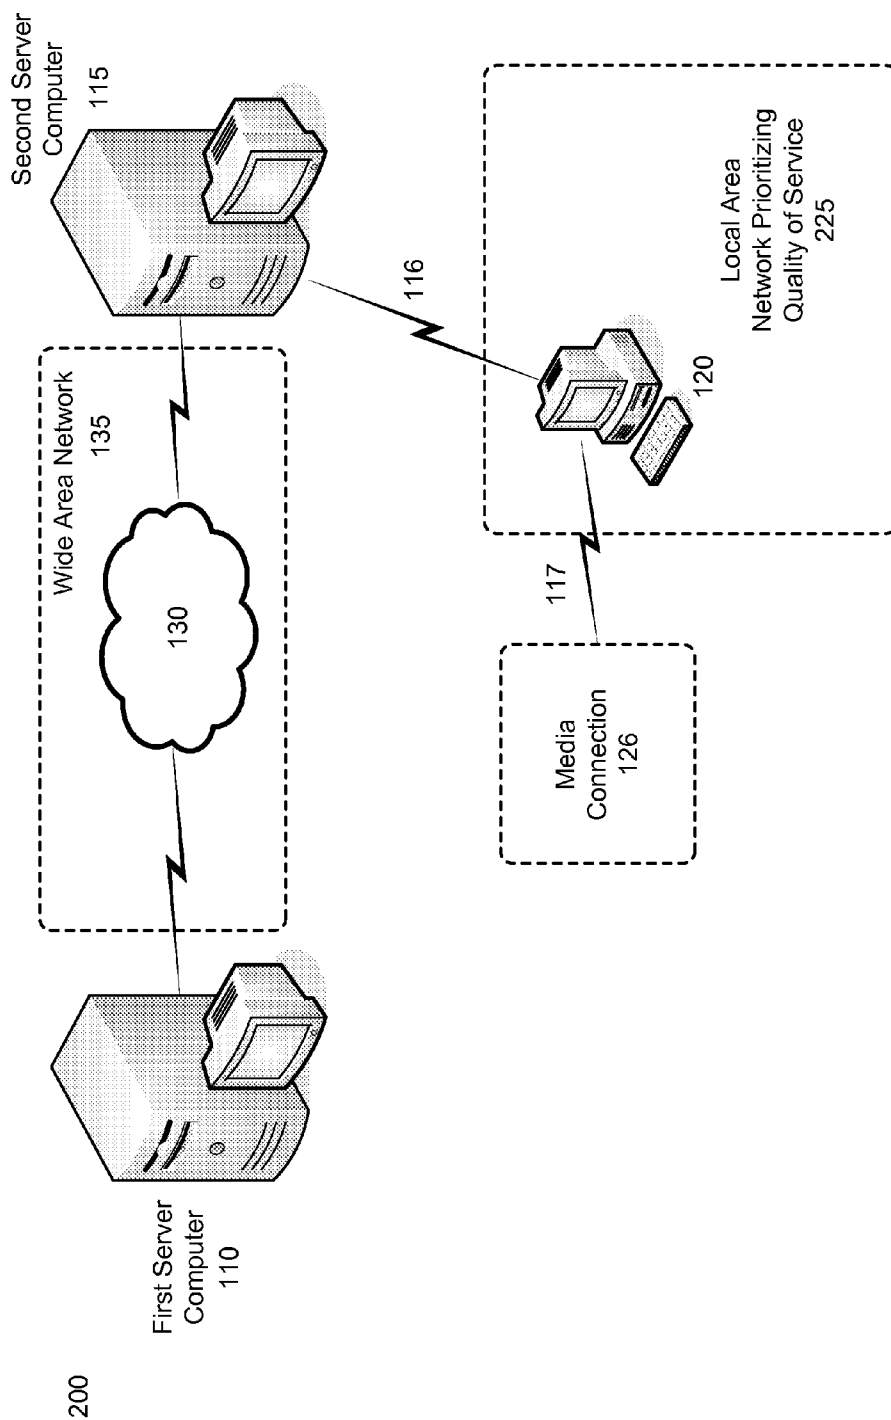 200
First Server
Computer
110
Wide Area Network
135
130
Second Server
Computer
115
116
Media
Connection
126
117
120
Local Area
Network Prioritizing
Quality of Service
225